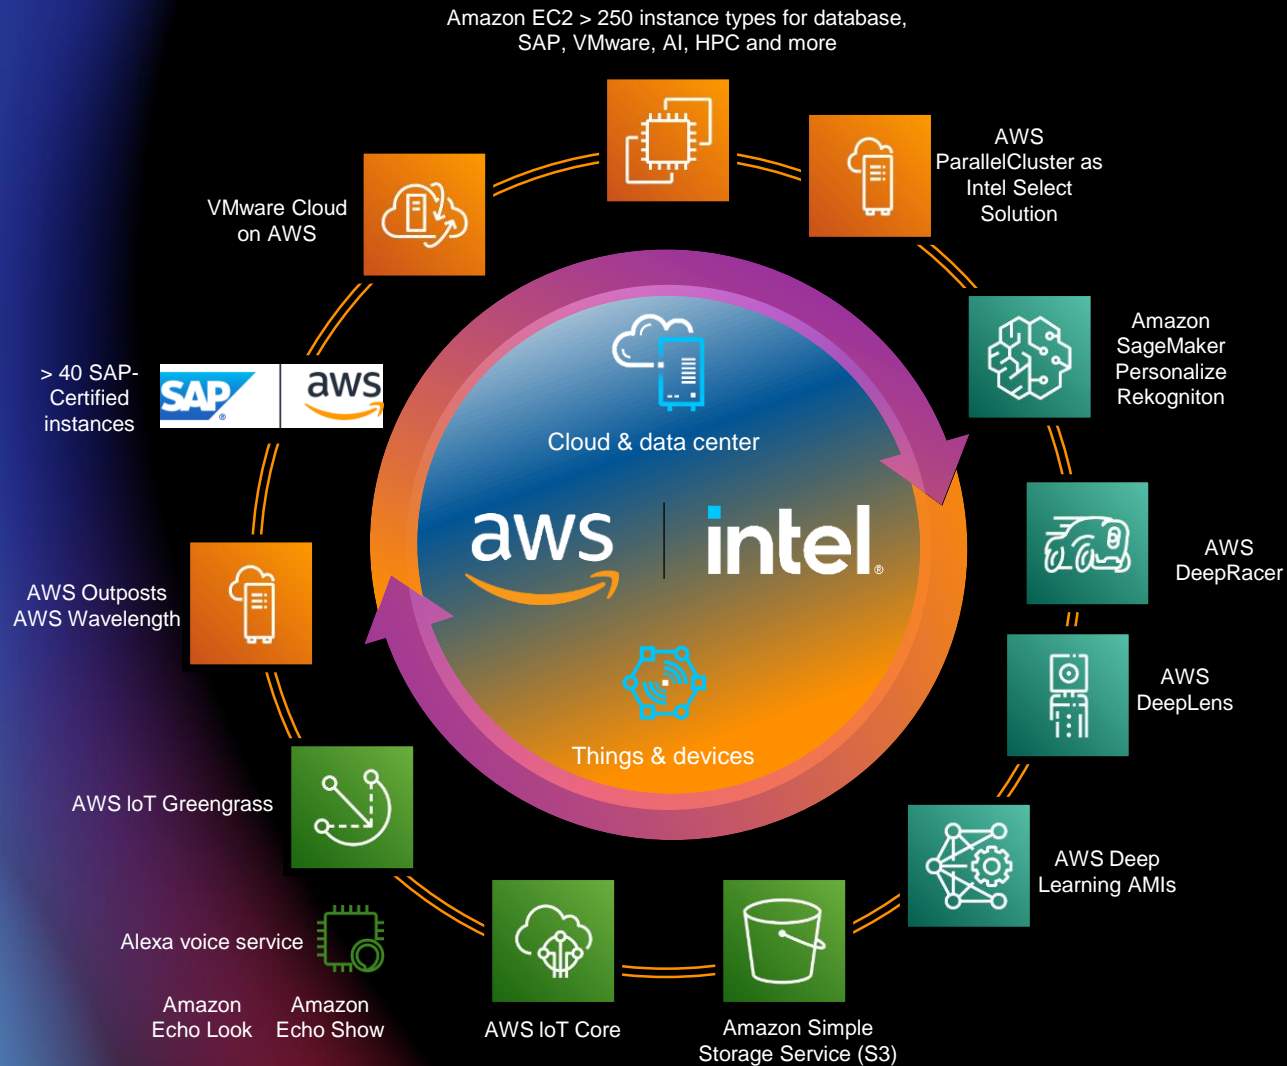 Amazon EC2 > 250 instance types for database,
SAP, VMware, AI, HPC and more
AWS
ParallelCluster as
Intel Select
Solution
VMware Cloud
on AWS
Amazon
SageMaker
Personalize
Rekogniton
> 40 SAP-
Certified
instances
SAP®
aws
Cloud & data center
aws
intel®
AWS
DeepRacer
AWS Outposts
AWS Wavelength
AWS
DeepLens
Things & devices
AWS IoT Greengrass
AWS Deep
Learning AMIs
Alexa voice service
Amazon
Echo Look
Amazon
Echo Show
AWS IoT Core
Amazon Simple
Storage Service (S3)